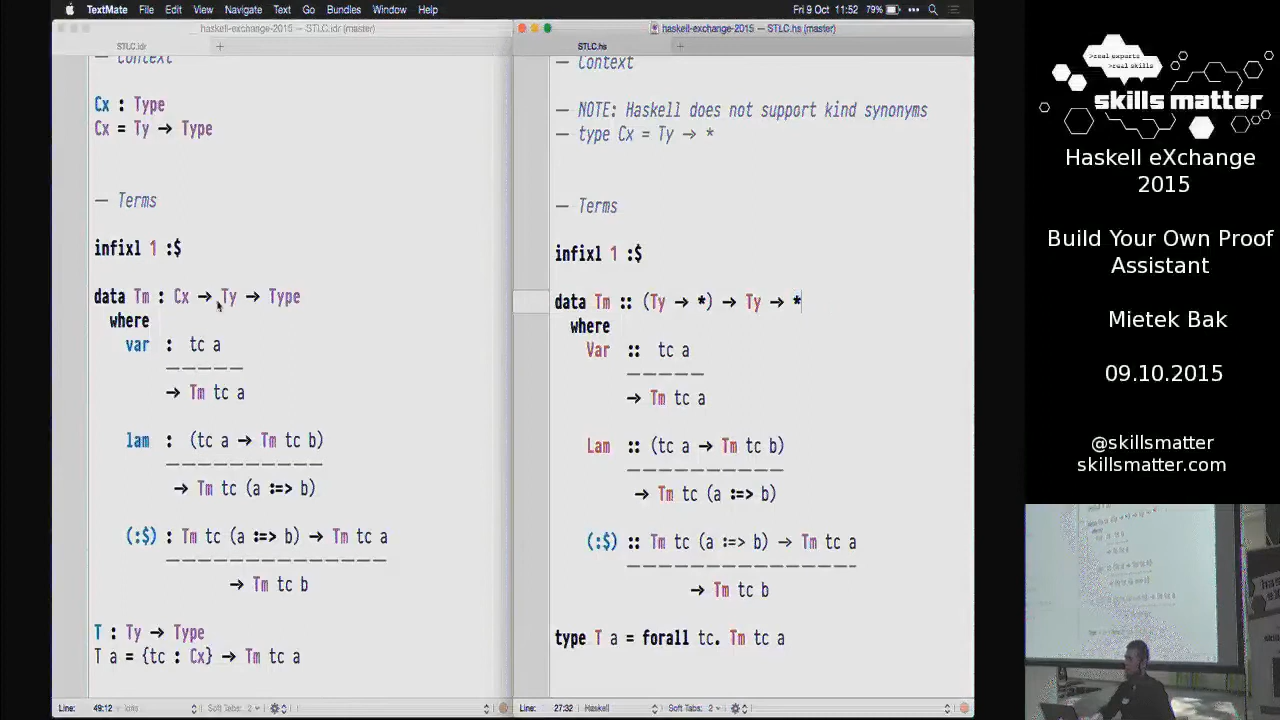 TextMate File Edit View Navigate Text Go Bundles Window Help Fri 9 Oct 11:52 79%
haskell-exchange-2015 — STLC.idr (master)
STLC.idr
— Context
Cx : Type
Cx = Ty → Type
— Terms
infixl 1 :$
data Tm : Cx → Ty → Type
where
var : tc a
———————
→ Tm tc a
lam : (tc a → Tm tc b)
———————————
→ Tm tc (a :=> b)
(:$) : Tm tc (a :=> b) → Tm tc a
———————————————
→ Tm tc b
T : Ty → Type
T a = {tc : Cx} → Tm tc a
Line: 49:12 Soft Tabs: 2
haskell-exchange-2015 — STLC.hs (master)
STLC.hs
— Context
— NOTE: Haskell does not support kind synonyms
— type Cx = Ty → *
— Terms
infixl 1 :$
data Tm :: (Ty → *) → Ty → *
where
Var :: tc a
———————
→ Tm tc a
Lam :: (tc a → Tm tc b)
———————————
→ Tm tc (a :=> b)
(:$) :: Tm tc (a :=> b) → Tm tc a
———————————————
→ Tm tc b
type T a = forall tc. Tm tc a
Line: 27:32 Haskell Soft Tabs: 2
>real experts
>real skills
skills matter
Haskell eXchange
2015
Build Your Own Proof
Assistant
Mietek Bak
09.10.2015
@skillsmatter
skillsmatter.com